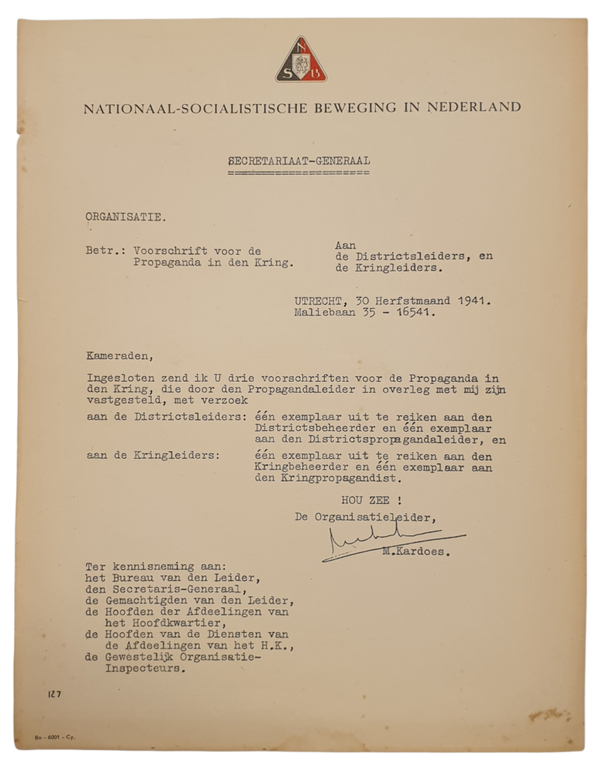 N
S B
NATIONAAL-SOCIALISTISCHE BEWEGING IN NEDERLAND
SECRETARIAAT-GENERAAL
=====================
ORGANISATIE.
Betr.: Voorschrift voor de
Propaganda in den Kring.
Aan
de Districtsleiders, en
de Kringleiders.
UTRECHT, 30 Herfstmaand 1941.
Maliebaan 35 - 16541.
Kameraden,
Ingesloten zend ik U drie voorschriften voor de Propaganda in
den Kring, die door den Propagandaleider in overleg met mij zijn
vastgesteld, met verzoek
aan de Districtsleiders: één exemplaar uit te reiken aan den
Districtsbeheerder en één exemplaar
aan den Districtspropagandaleider, en
aan de Kringleiders: één exemplaar uit te reiken aan den
Kringbeheerder en één exemplaar aan
den Kringpropagandist.
HOU ZEE !
De Organisatieleider,
M.Kardoes.
Ter kennisneming aan:
het Bureau van den Leider,
den Secretaris-Generaal,
de Gemachtigden van den Leider,
de Hoofden der Afdeelingen van
het Hoofdkwartier,
de Hoofden van de Diensten van
de Afdeelingen van het H.K.,
de Gewestelijk Organisatie-
Inspecteurs.
127
Bo - 6001 - Cp.